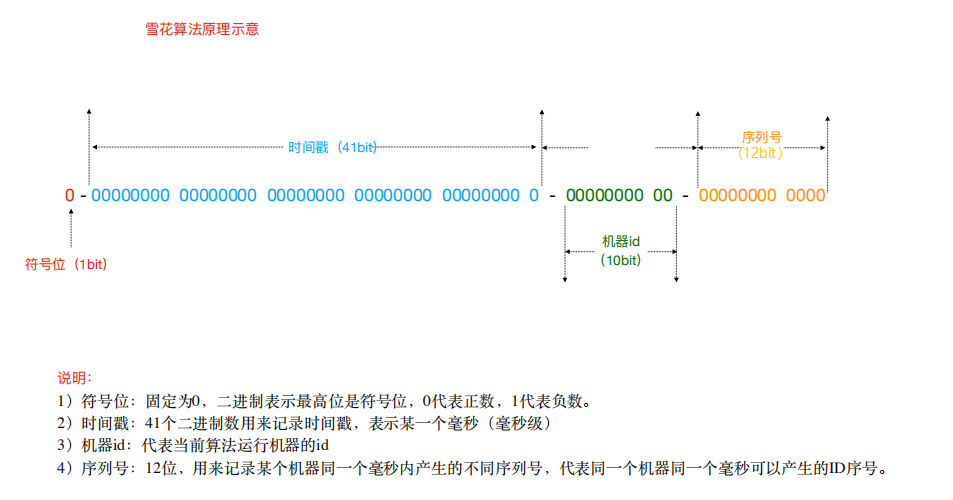 雪花算法原理示意
时间戳（41bit）
序列号
（12bit）
0 - 00000000 00000000 00000000 00000000 00000000 0 - 00000000 00 - 00000000 0000
机器id
（10bit）
符号位（1bit）
说明：
1）符号位：固定为0，二进制表示最高位是符号位，0代表正数，1代表负数。
2）时间戳：41个二进制数用来记录时间戳，表示某一个毫秒（毫秒级）
3）机器id：代表当前算法运行机器的id
4）序列号：12位，用来记录某个机器同一个毫秒内产生的不同序列号，代表同一个机器同一个毫秒可以产生的ID序号。